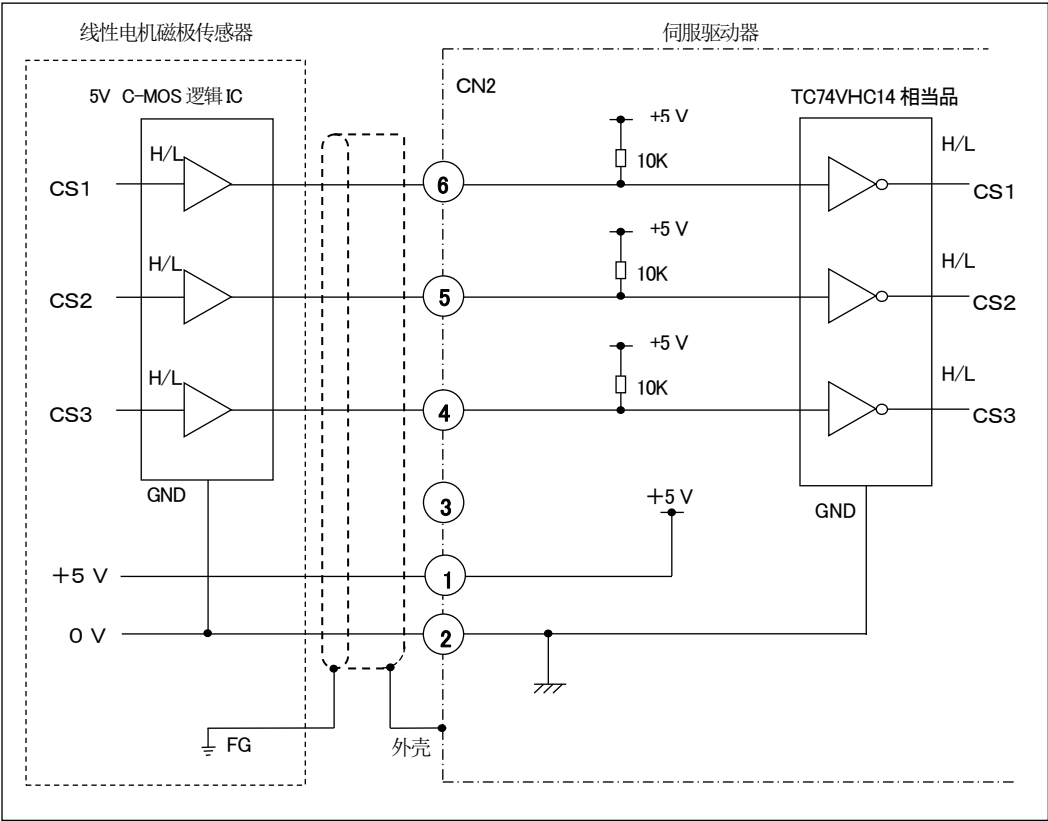 线性电机磁极传感器
伺服驱动器
CN2
5V C-MOS 逻辑 IC
TC74VHC14 相当品
+5 V
H/L
H/L
10K
CS1
6
CS1
+5 V
H/L
H/L
10K
CS2
5
CS2
+5 V
H/L
H/L
10K
CS3
4
CS3
GND
3
+5 V
GND
+5 V
1
0 V
2
FG
外壳